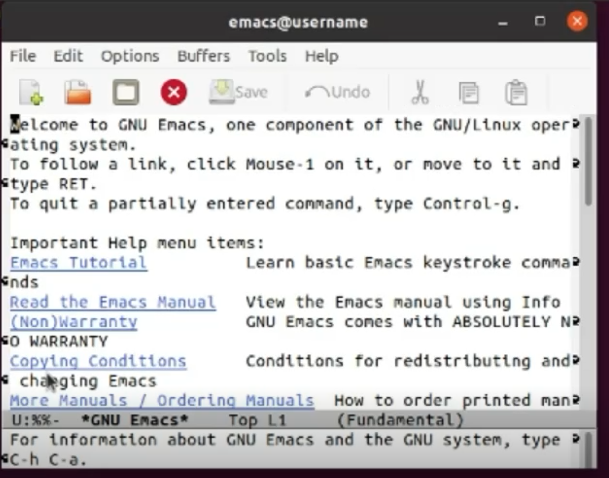 emacs@username
File Edit Options Buffers Tools Help
Save Undo
Welcome to GNU Emacs, one component of the GNU/Linux oper
ating system.
To follow a link, click Mouse-1 on it, or move to it and
type RET.
To quit a partially entered command, type Control-g.
Important Help menu items:
Emacs Tutorial Learn basic Emacs keystroke comma
nds
Read the Emacs Manual View the Emacs manual using Info
(Non)Warranty GNU Emacs comes with ABSOLUTELY N
O WARRANTY
Copying Conditions Conditions for redistributing and
changing Emacs
More Manuals / Ordering Manuals How to order printed man
U:%%- *GNU Emacs* Top L1 (Fundamental)
For information about GNU Emacs and the GNU system, type
C-h C-a.